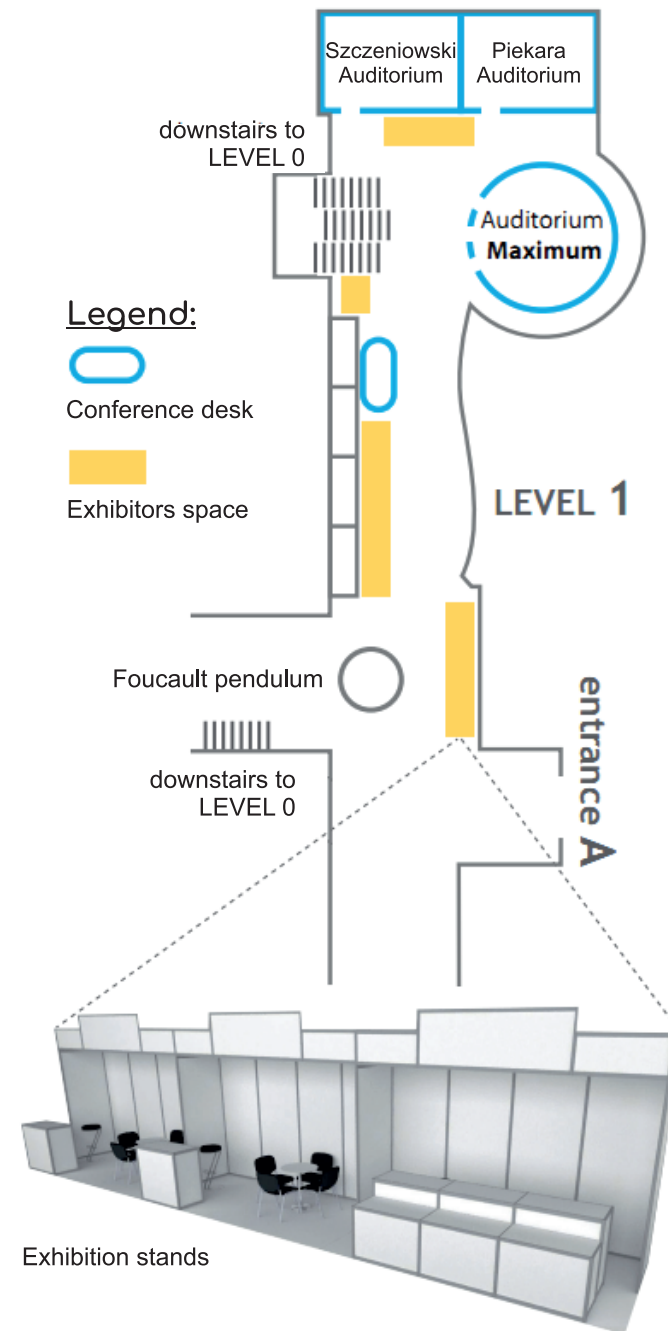 Szczeniowski
Auditorium
Piekara
Auditorium
downstairs to
LEVEL 0
Auditorium
Maximum
Legend:
Conference desk
Exhibitors space
LEVEL 1
Foucault pendulum
entrance A
downstairs to
LEVEL 0
Exhibition stands